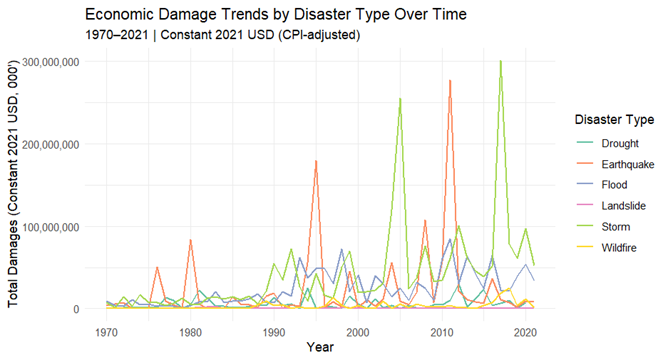 Economic Damage Trends by Disaster Type Over Time
1970–2021 | Constant 2021 USD (CPI-adjusted)
Total Damages (Constant 2021 USD, 000')
300,000,000
200,000,000
100,000,000
0
1970
1980
1990
2000
2010
2020
Year
Disaster Type
Drought
Earthquake
Flood
Landslide
Storm
Wildfire